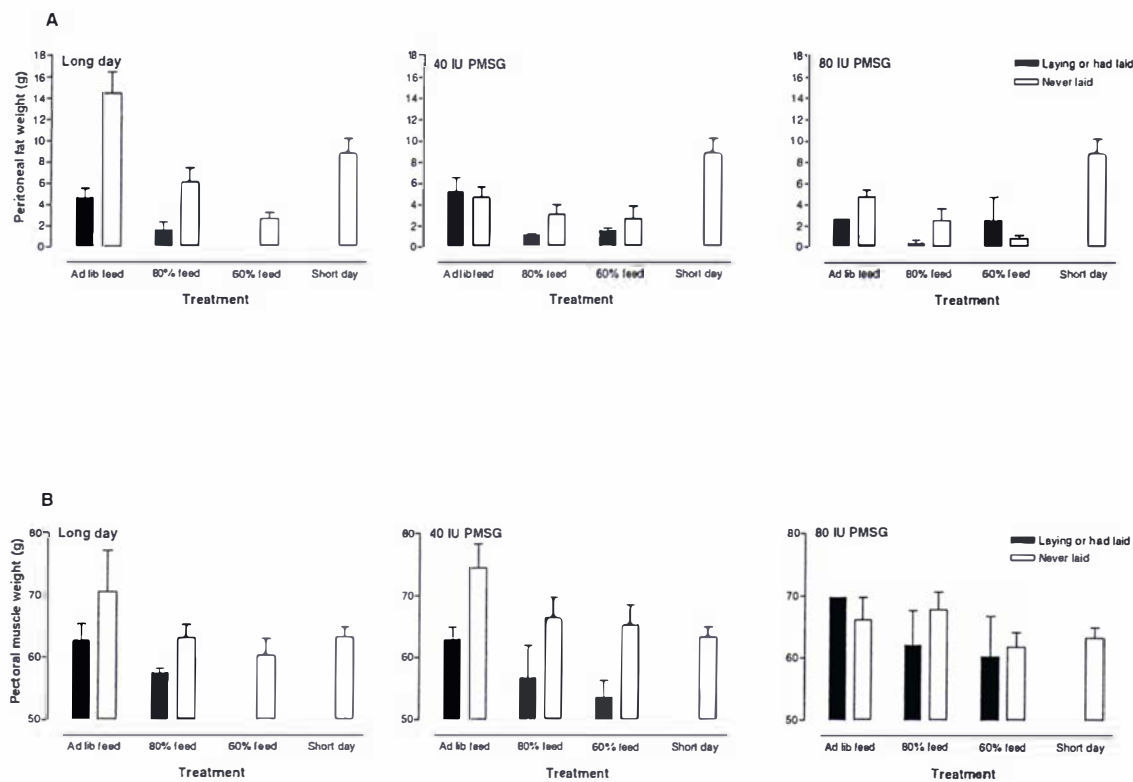 A
Long day
40 IU PMSG
80 IU PMSG
Laying or had laid
Never laid
Peritoneal fat weight (g)
18
16
14
12
10
8
6
4
2
0
18
16
14
12
10
8
6
4
2
0
18
16
14
12
10
8
6
4
2
0
Ad lib feed 80% feed 60% feed Short day
Ad lib feed 80% feed 60% feed Short day
Ad lib feed 80% feed 60% feed Short day
Treatment
Treatment
Treatment
B
Long day
40 IU PMSG
80 IU PMSG
Laying or had laid
Never laid
Pectoral muscle weight (g)
80
70
60
50
80
70
60
50
80
70
60
50
Ad lib feed 80% feed 60% feed Short day
Ad lib feed 80% feed 60% feed Short day
Ad lib feed 80% feed 60% feed Short day
Treatment
Treatment
Treatment